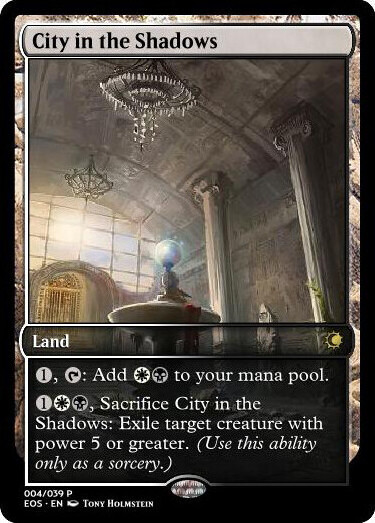 City in the Shadows
Land
1, : Add to your mana pool.
1, Sacrifice City in the
Shadows: Exile target creature with
power 5 or greater. (Use this ability
only as a sorcery.)
004/039 P
EOS • EN Tony Holmstein